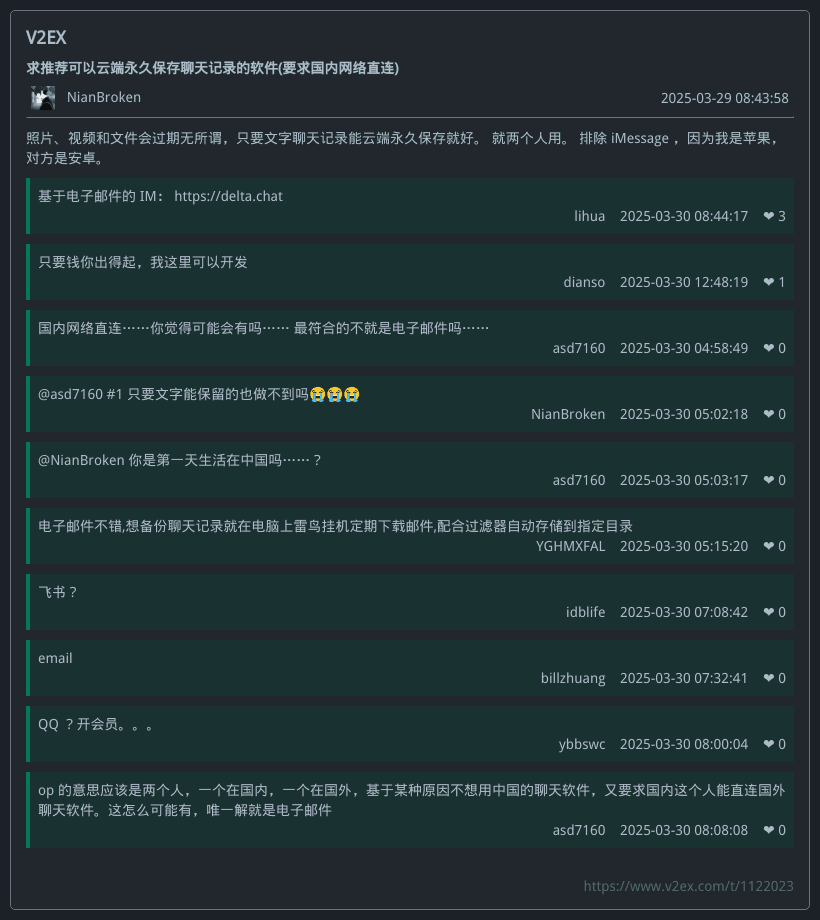 V2EX
求推荐可以云端永久保存聊天记录的软件(要求国内网络直连)
NianBroken 2025-03-29 08:43:58
照片、视频和文件会过期无所谓，只要文字聊天记录能云端永久保存就好。 就两个人用。 排除 iMessage ，因为我是苹果，
对方是安卓。
基于电子邮件的 IM： https://delta.chat
lihua 2025-03-30 08:44:17 ❤ 3
只要钱你出得起，我这里可以开发
dianso 2025-03-30 12:48:19 ❤ 1
国内网络直连……你觉得可能会有吗…… 最符合的不就是电子邮件吗……
asd7160 2025-03-30 04:58:49 ❤ 0
@asd7160 #1 只要文字能保留的也做不到吗😭😭😭
NianBroken 2025-03-30 05:02:18 ❤ 0
@NianBroken 你是第一天生活在中国吗……？
asd7160 2025-03-30 05:03:17 ❤ 0
电子邮件不错,想备份聊天记录就在电脑上雷鸟挂机定期下载邮件,配合过滤器自动存储到指定目录
YGHMXFAL 2025-03-30 05:15:20 ❤ 0
飞书？
idblife 2025-03-30 07:08:42 ❤ 0
email
billzhuang 2025-03-30 07:32:41 ❤ 0
QQ ？开会员。。。
ybbswc 2025-03-30 08:00:04 ❤ 0
op 的意思应该是两个人，一个在国内，一个在国外，基于某种原因不想用中国的聊天软件，又要求国内这个人能直连国外
聊天软件。这怎么可能有，唯一解就是电子邮件
asd7160 2025-03-30 08:08:08 ❤ 0
https://www.v2ex.com/t/1122023